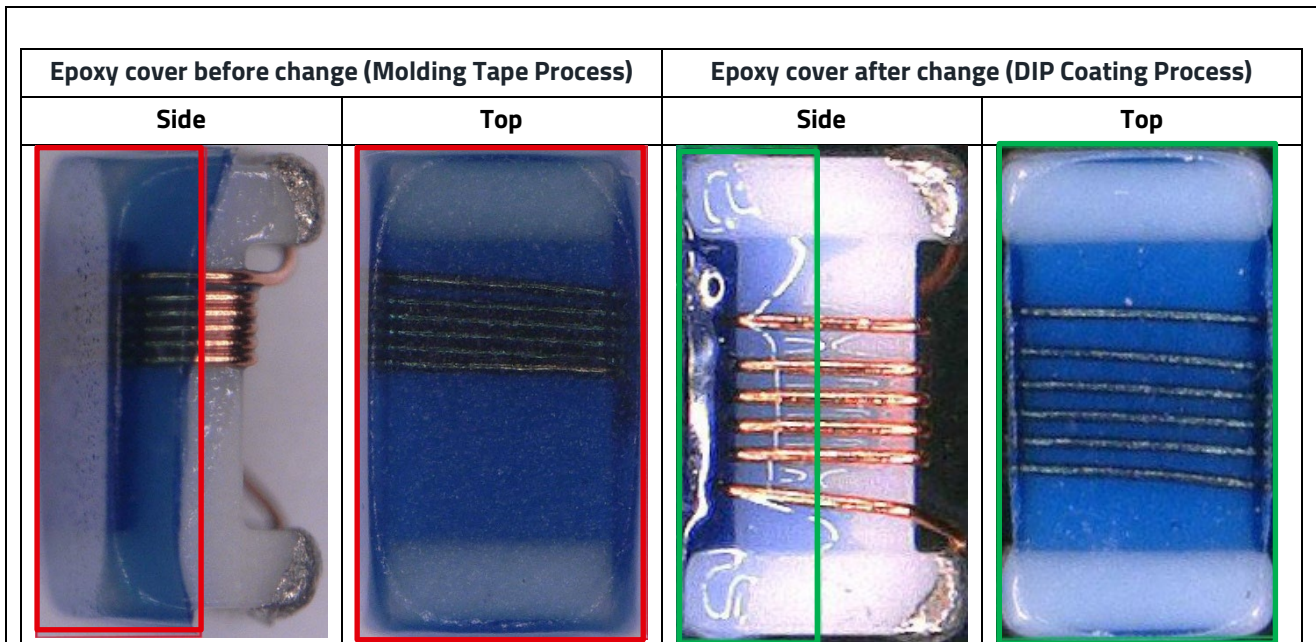 Epoxy cover before change (Molding Tape Process)
Epoxy cover after change (DIP Coating Process)
Side
Top
Side
Top